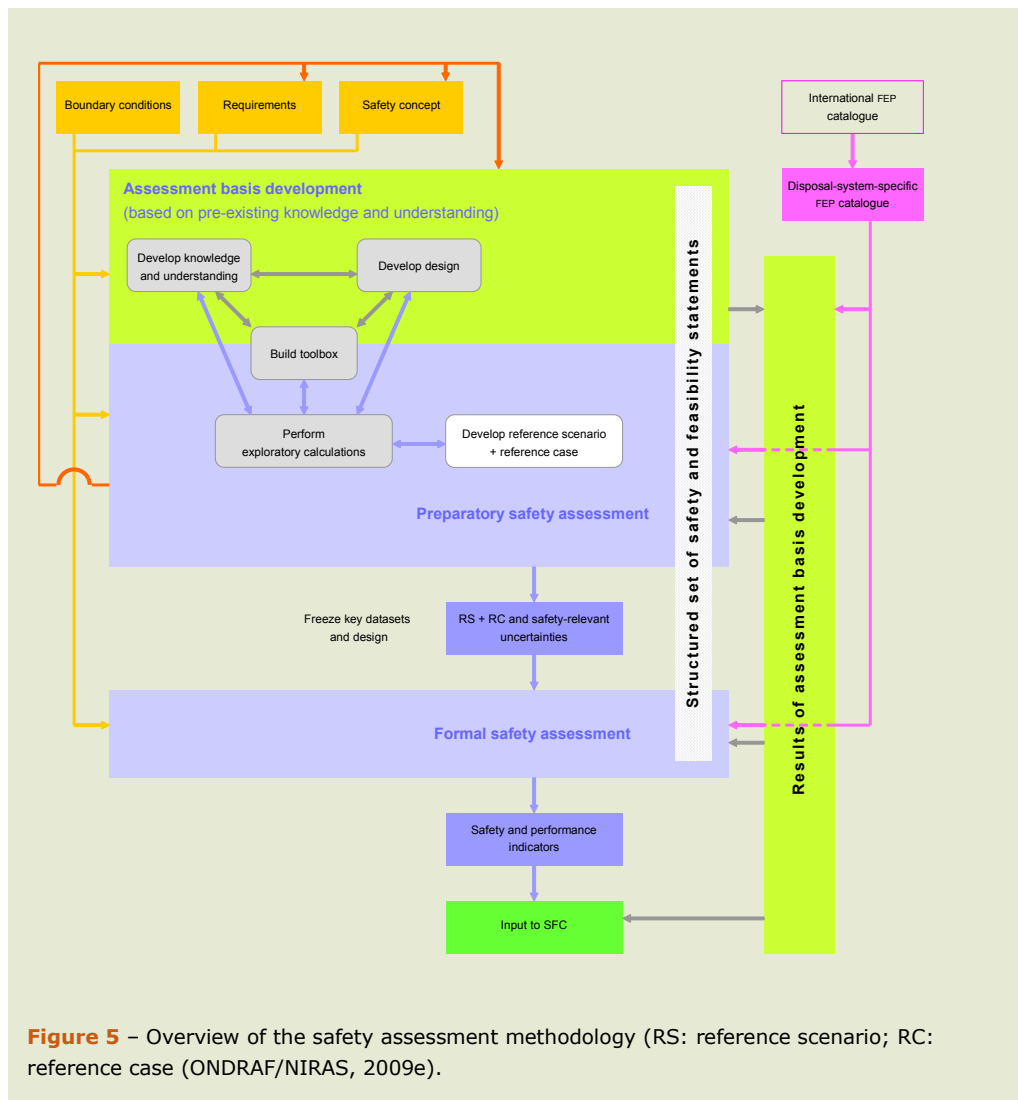 Boundary conditions
Requirements
Safety concept
International FEP
catalogue
Disposal-system-specific
FEP catalogue
Assessment basis development
(based on pre-existing knowledge and understanding)
Develop knowledge
and understanding
Develop design
Build toolbox
Perform
exploratory calculations
Develop reference scenario
+ reference case
Preparatory safety assessment
Structured set of safety and feasibility statements
Results of assessment basis development
Freeze key datasets
and design
RS + RC and safety-relevant
uncertainties
Formal safety assessment
Safety and performance
indicators
Input to SFC
Figure 5 – Overview of the safety assessment methodology (RS: reference scenario; RC:
reference case (ONDRAF/NIRAS, 2009e).